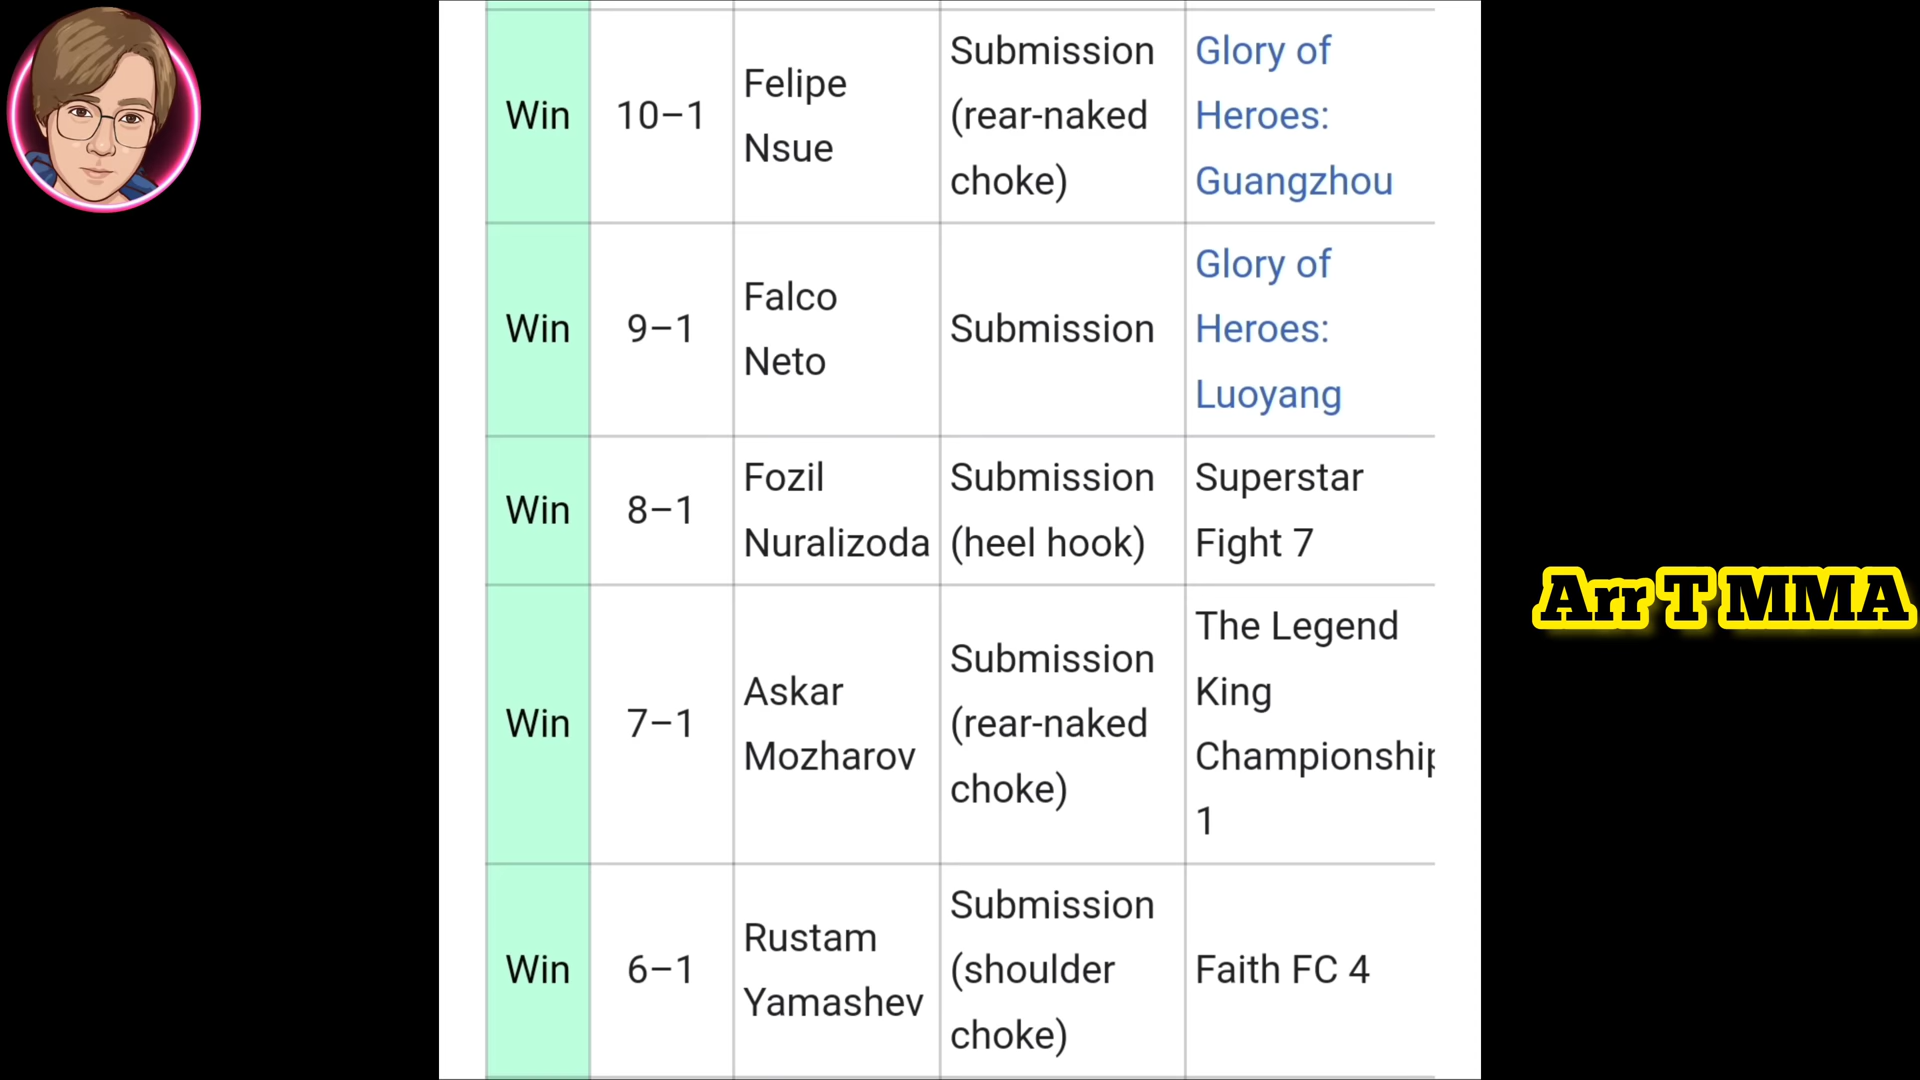 Win
10–1
Felipe
Nsue
Submission
(rear-naked
choke)
Glory of
Heroes:
Guangzhou
Win
9–1
Falco
Neto
Submission
Glory of
Heroes:
Luoyang
Win
8–1
Fozil
Nuralizoda
Submission
(heel hook)
Superstar
Fight 7
Win
7–1
Askar
Mozharov
Submission
(rear-naked
choke)
The Legend
King
Championship
1
Win
6–1
Rustam
Yamashev
Submission
(shoulder
choke)
Faith FC 4
Arr T MMA